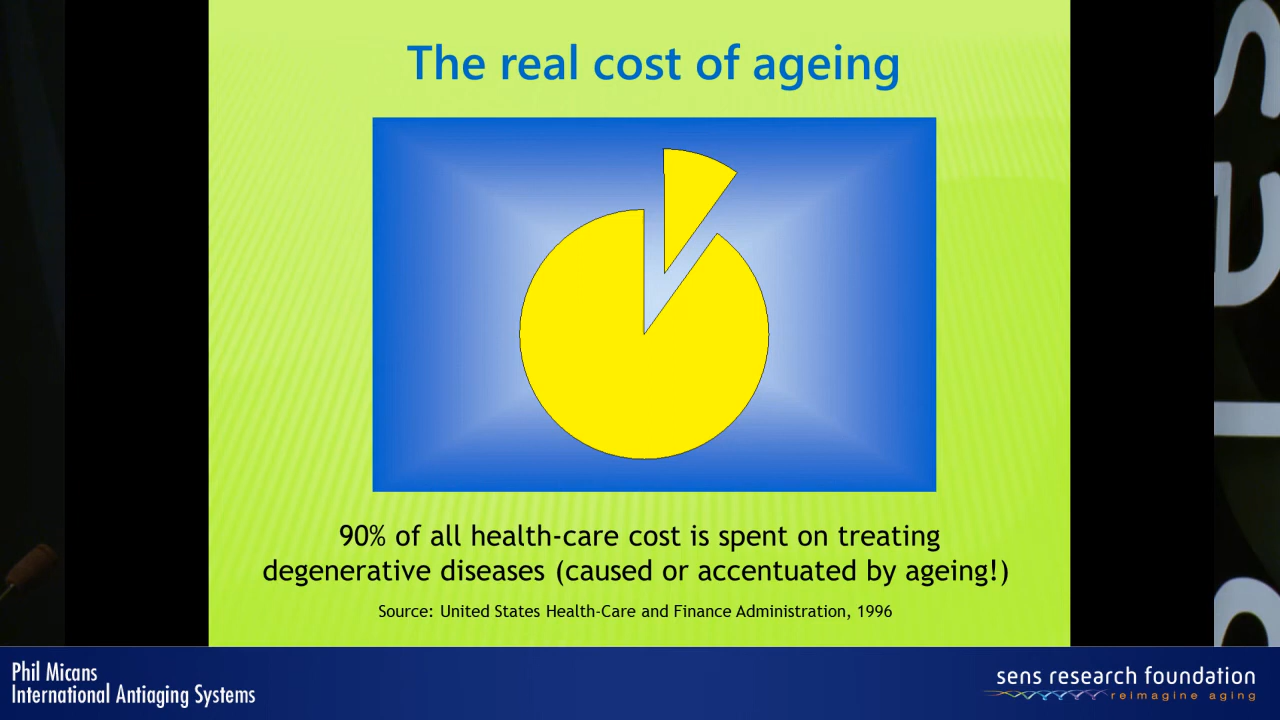 The real cost of ageing
90% of all health-care cost is spent on treating
degenerative diseases (caused or accentuated by ageing!)
Source: United States Health-Care and Finance Administration, 1996
Phil Micans
International Antiaging Systems
sens research foundation
reimagine aging